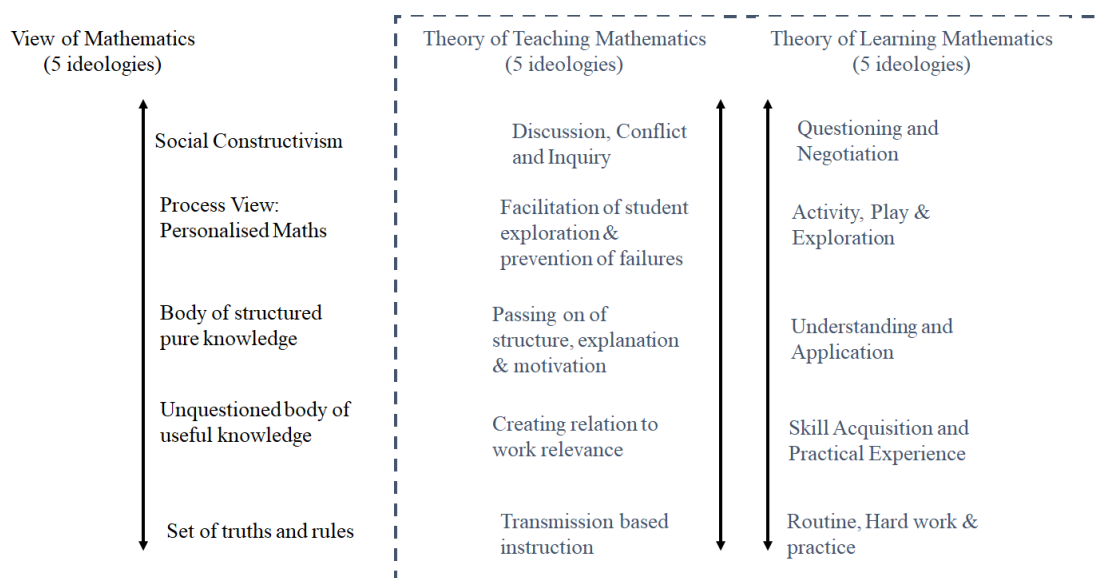 View of Mathematics
(5 ideologies)
Theory of Teaching Mathematics
(5 ideologies)
Theory of Learning Mathematics
(5 ideologies)
Social Constructivism
Discussion, Conflict
and Inquiry
Questioning and
Negotiation
Process View:
Personalised Maths
Facilitation of student
exploration &
prevention of failures
Activity, Play &
Exploration
Body of structured
pure knowledge
Passing on of
structure, explanation
& motivation
Understanding and
Application
Unquestioned body of
useful knowledge
Creating relation to
work relevance
Skill Acquisition and
Practical Experience
Set of truths and rules
Transmission based
instruction
Routine, Hard work &
practice